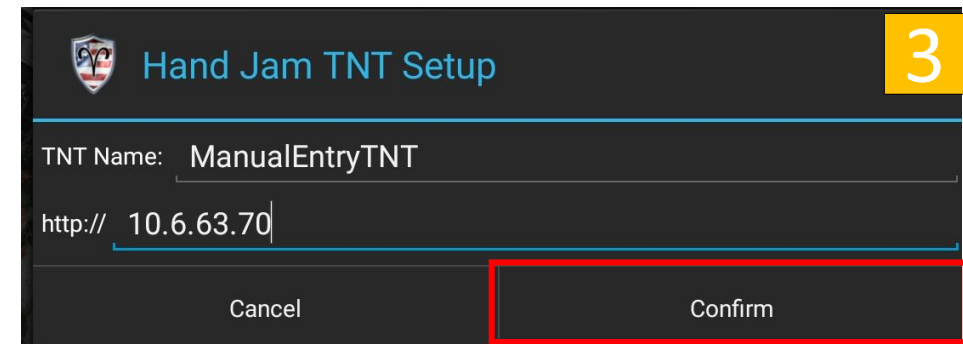 Hand Jam TNT Setup
3
TNT Name: ManualEntryTNT
http:// 10.6.63.70
Cancel Confirm